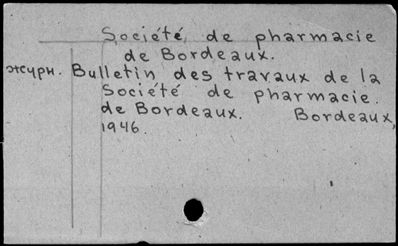 Société de pharmacie
de Bordeaux.
журн. Bulletin des travaux de la
Société de pharmacie.
de Bordeaux. Bordeaux,
1946.